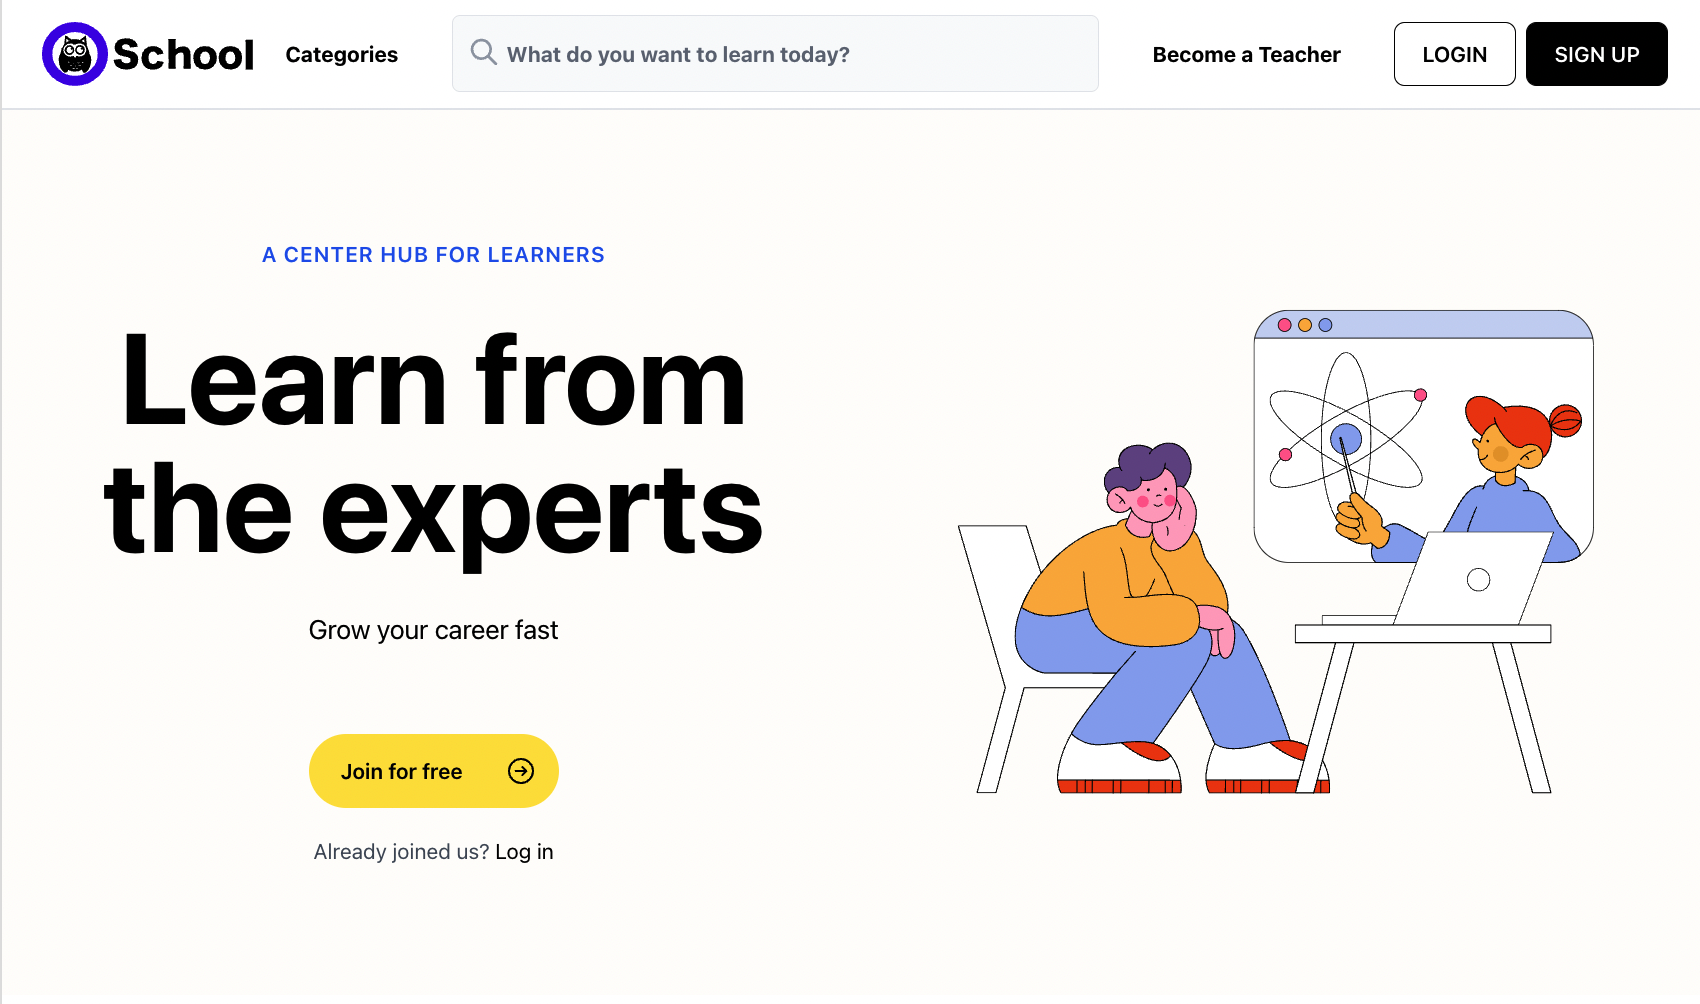 School
Categories
What do you want to learn today?
Become a Teacher
LOGIN
SIGN UP
A CENTER HUB FOR LEARNERS
Learn from
the experts
Grow your career fast
Join for free
Already joined us? Log in